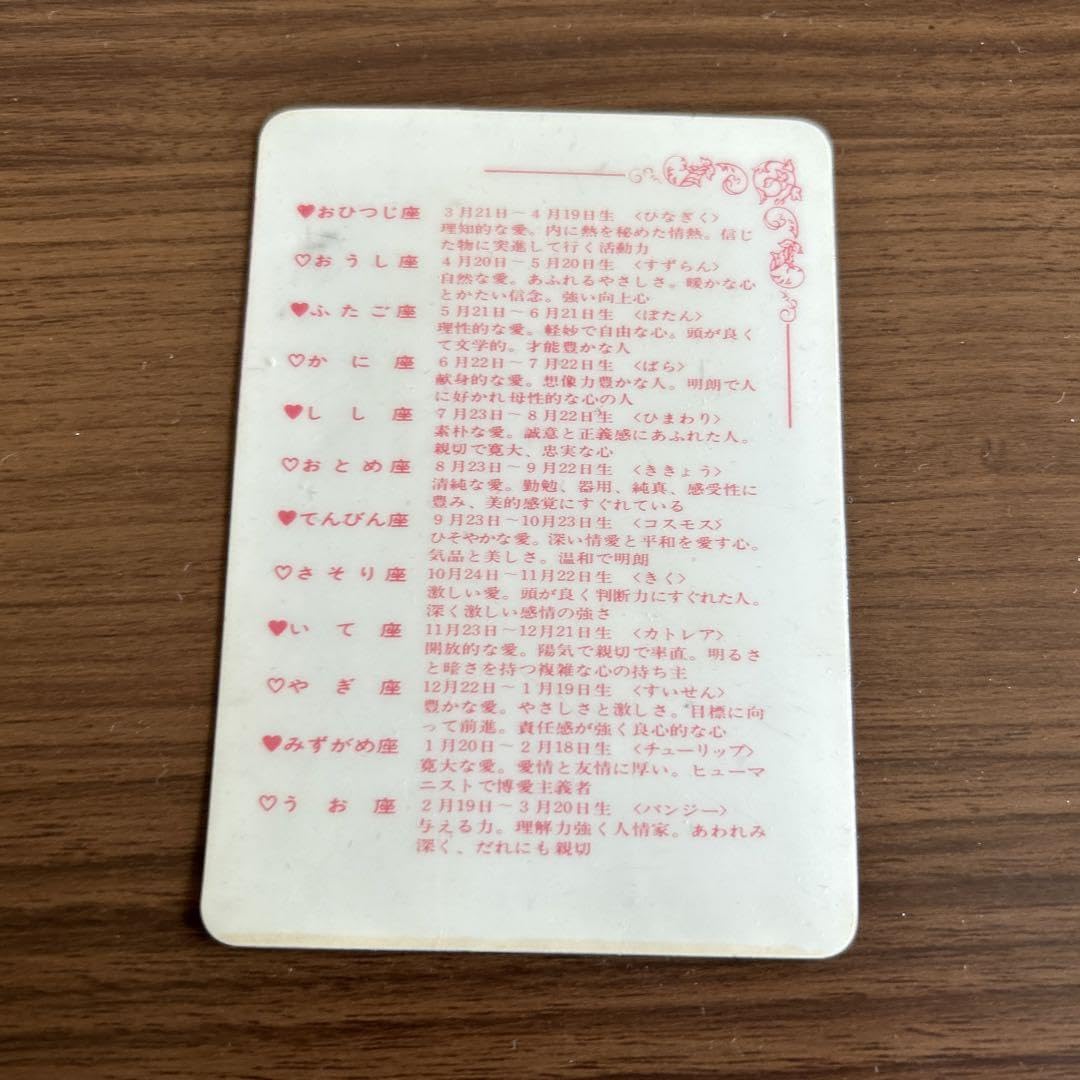 ♥おひつじ座 3月21日～4月19日生 〈ひなぎく〉
理知的な愛。内に熱を秘めた情熱。信じ
た物に突進して行く活動力
♡おうし座 4月20日～5月20日生 〈すずらん〉
自然な愛。あふれるやさしさ。暖かな心
とかたい信念。強い向上心
♥ふたご座 5月21日～6月21日生 〈ぼたん〉
理性的な愛。軽妙で自由な心。頭が良く
て文学的。才能豊かな人
♡かに座 6月22日～7月22日生 〈ばら〉
献身的な愛。想像力豊かな人。明朗で人
に好かれ母性的な心の人
♥しし座 7月23日～8月22日生 〈ひまわり〉
素朴な愛。誠意と正義感にあふれた人。
親切で寛大、忠実な心
♡おとめ座 8月23日～9月22日生 〈ききょう〉
清純な愛。勤勉、器用、純真、感受性に
豊み、美的感覚にすぐれている
♥てんびん座 9月23日～10月23日生 〈コスモス〉
ひそやかな愛。深い情愛と平和を愛す心。
気品と美しさ。温和で明朗
♡さそり座 10月24日～11月22日生 〈きく〉
激しい愛。頭が良く判断力にすぐれた人。
深く激しい感情の強さ
♥いて座 11月23日～12月21日生 〈カトレア〉
開放的な愛。陽気で親切で率直。明るさ
と暗さを持つ複雑な心の持ち主
♡やぎ座 12月22日～1月19日生 〈すいせん〉
豊かな愛。やさしさと激しさ。目標に向
って前進。責任感が強く良心的な心
♥みずがめ座 1月20日～2月18日生 〈チューリップ〉
寛大な愛。愛情と友情に厚い。ヒューマ
ニストで博愛主義者
♡うお座 2月19日～3月20日生 〈パンジー〉
与える力。理解力強く人情家。あわれみ
深く、だれにも親切